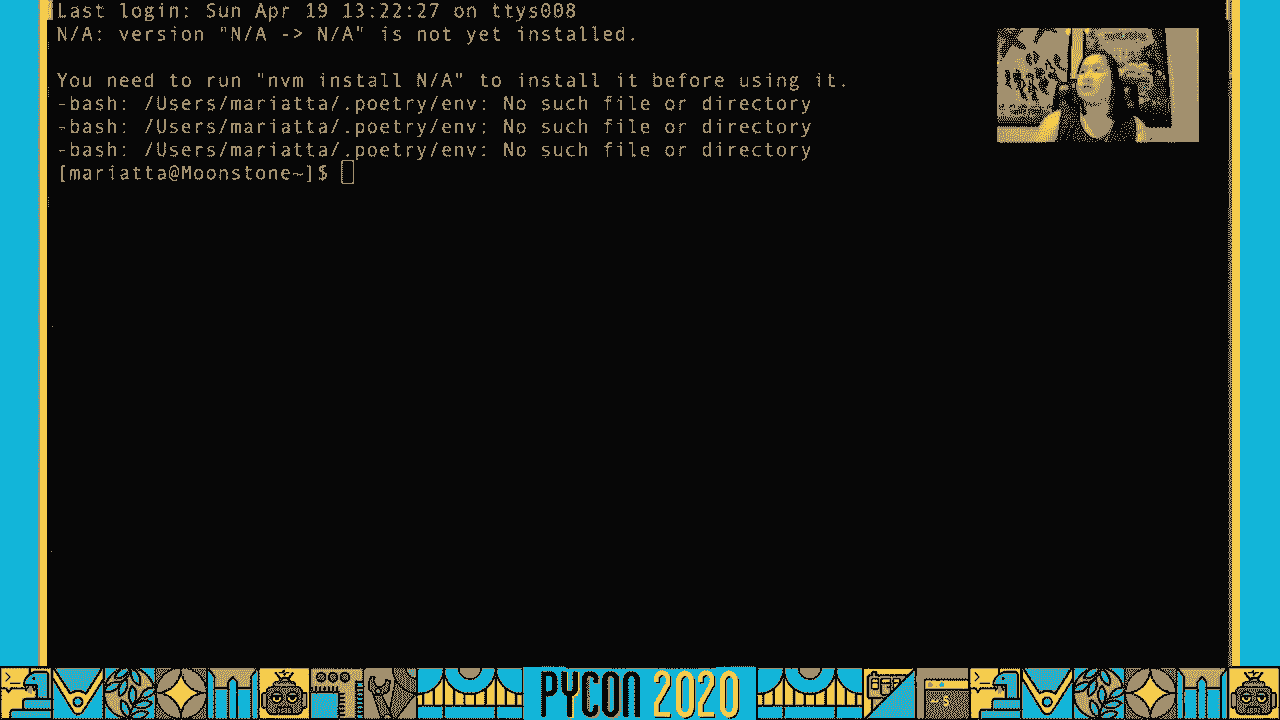 Last login: Sun Apr 19 13:22:27 on ttys008
N/A: version "N/A -> N/A" is not yet installed.
You need to run "nvm install N/A" to install it before using it.
-bash: /Users/mariatta/.poetry/env: No such file or directory
-bash: /Users/mariatta/.poetry/env: No such file or directory
-bash: /Users/mariatta/.poetry/env: No such file or directory
[mariatta@Moonstone~]$
PYCON 2020